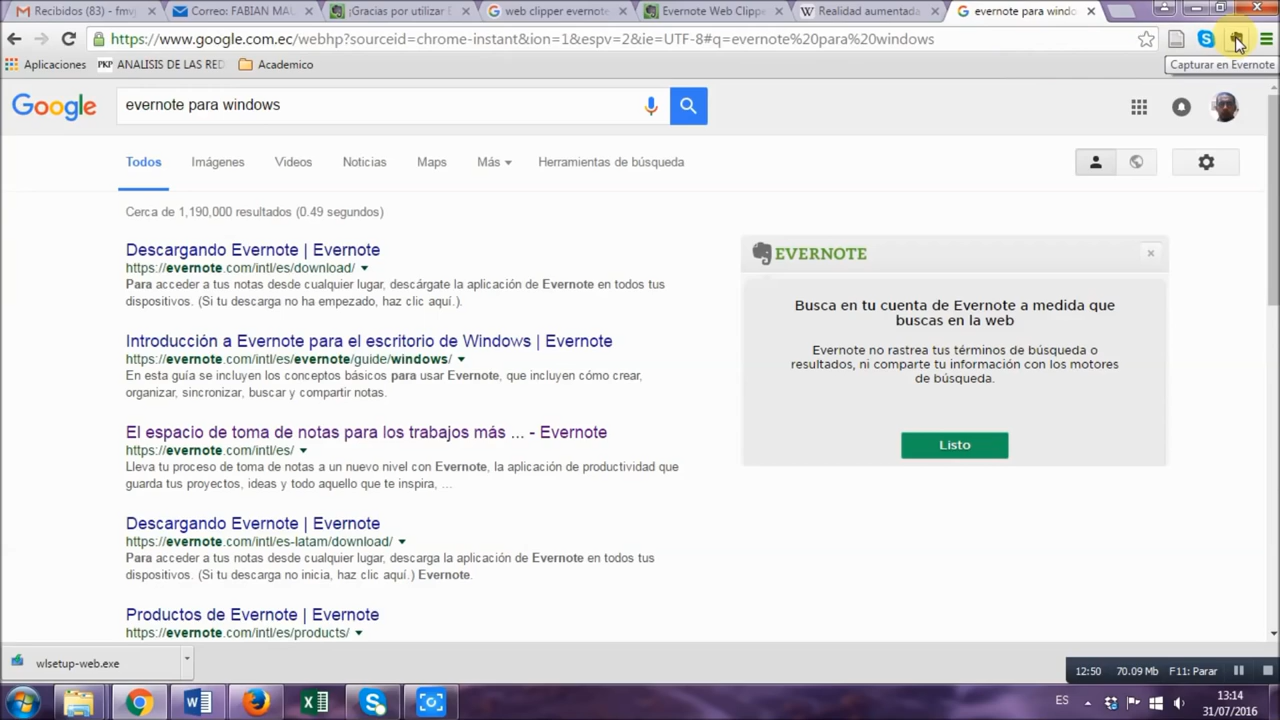 Recibidos (83) - fmvj
Correo: FABIAN MAU
¡Gracias por utilizar E
web clipper evernote
Evernote Web Clippe
Realidad aumentada
evernote para windo
https://www.google.com.ec/webhp?sourceid=chrome-instant&ion=1&espv=2&ie=UTF-8#q=evernote%20para%20windows
Aplicaciones
PKP ANALISIS DE LAS RED
Academico
Capturar en Evernote
Google
evernote para windows
Todos
Imágenes
Videos
Noticias
Maps
Más
Herramientas de búsqueda
Cerca de 1,190,000 resultados (0.49 segundos)
Descargando Evernote | Evernote
https://evernote.com/intl/es/download/
Para acceder a tus notas desde cualquier lugar, descárgate la aplicación de Evernote en todos tus
dispositivos. (Si tu descarga no ha empezado, haz clic aquí.).
Introducción a Evernote para el escritorio de Windows | Evernote
https://evernote.com/intl/es/evernote/guide/windows/
En esta guía se incluyen los conceptos básicos para usar Evernote, que incluyen cómo crear,
organizar, sincronizar, buscar y compartir notas.
El espacio de toma de notas para los trabajos más ... - Evernote
https://evernote.com/intl/es/
Lleva tu proceso de toma de notas a un nuevo nivel con Evernote, la aplicación de productividad que
guarda tus proyectos, ideas y todo aquello que te inspira, ...
Descargando Evernote | Evernote
https://evernote.com/intl/es-latam/download/
Para acceder a tus notas desde cualquier lugar, descarga la aplicación de Evernote en todos tus
dispositivos. (Si tu descarga no inicia, haz clic aquí.) Evernote.
Productos de Evernote | Evernote
https://evernote.com/intl/es/products/
EVERNOTE
Busca en tu cuenta de Evernote a medida que
buscas en la web
Evernote no rastrea tus términos de búsqueda o
resultados, ni comparte tu información con los motores
de búsqueda.
Listo
wlsetup-web.exe
12:50
70.09 Mb
F11: Parar
ES
13:14
31/07/2016